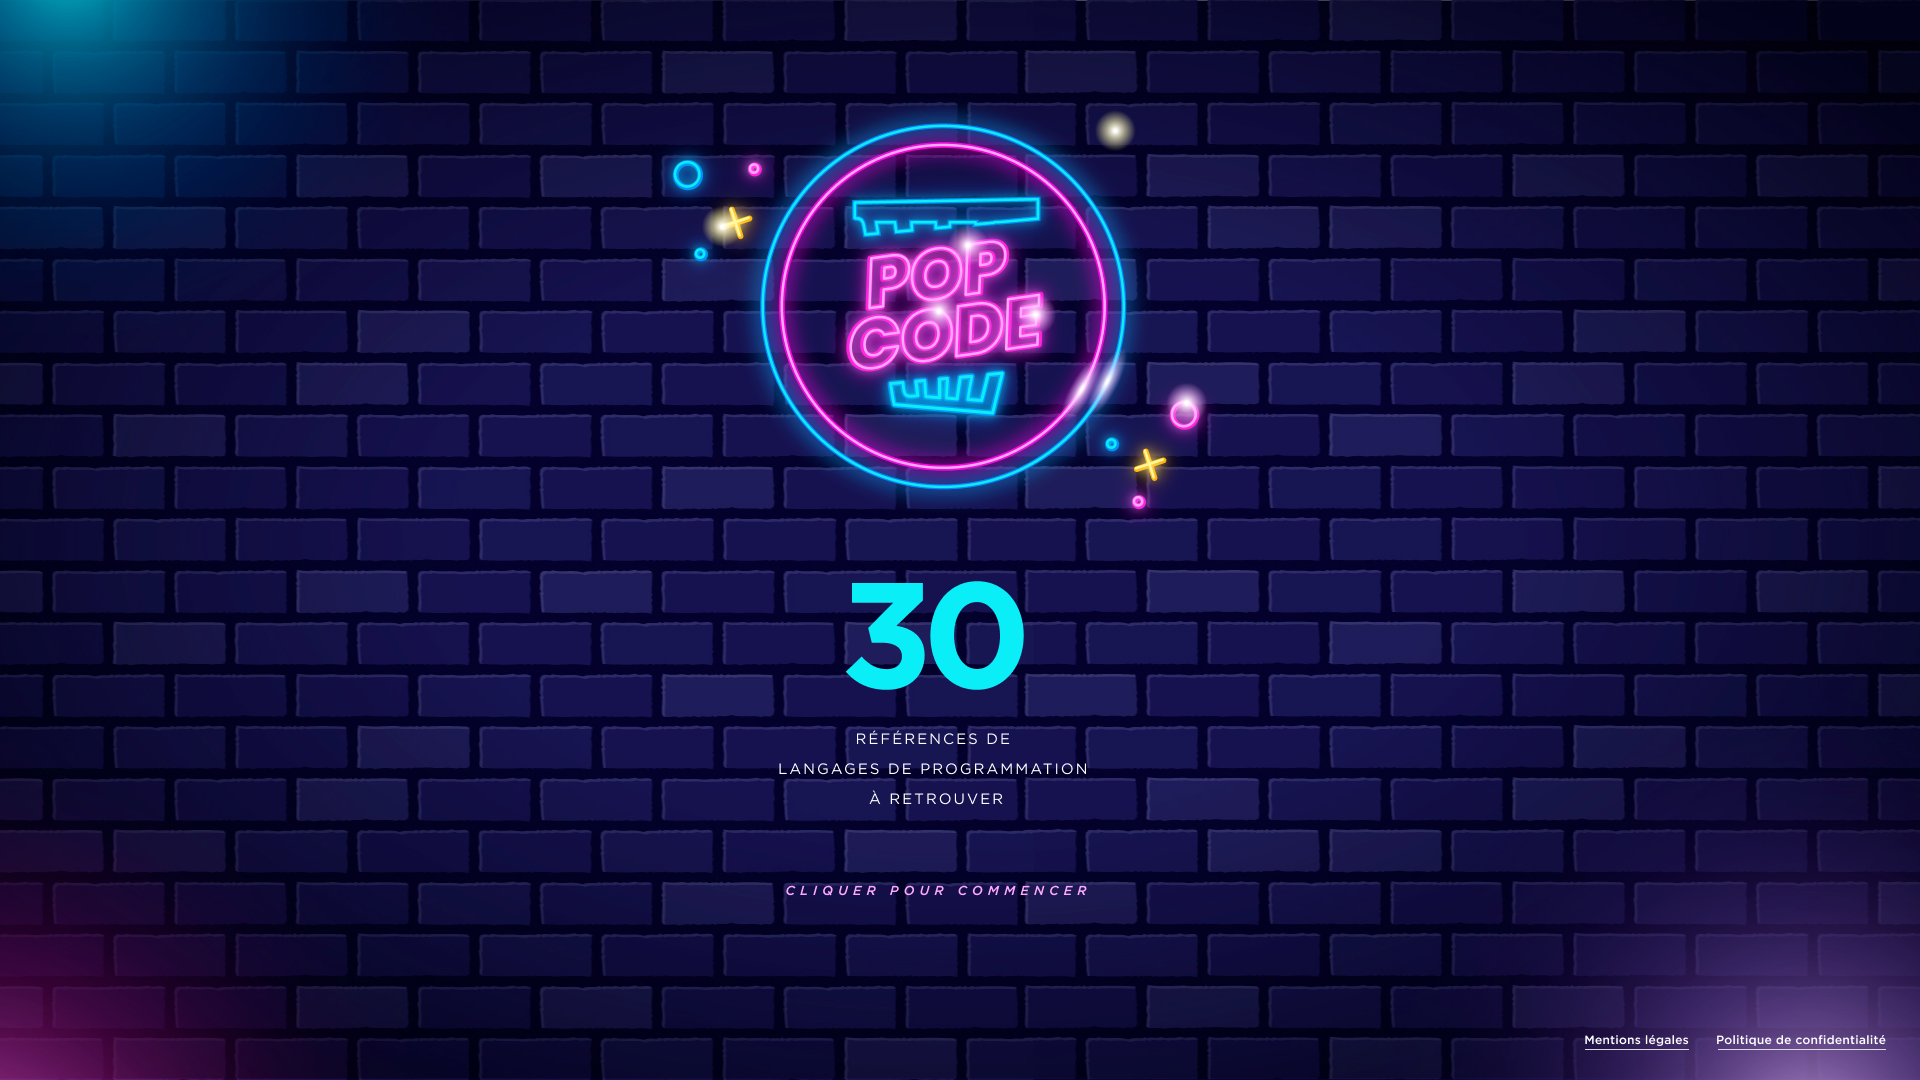 POP
CODE
30
RÉFÉRENCES DE
LANGAGES DE PROGRAMMATION
À RETROUVER
CLIQUER POUR COMMENCER
Mentions légales Politique de confidentialité